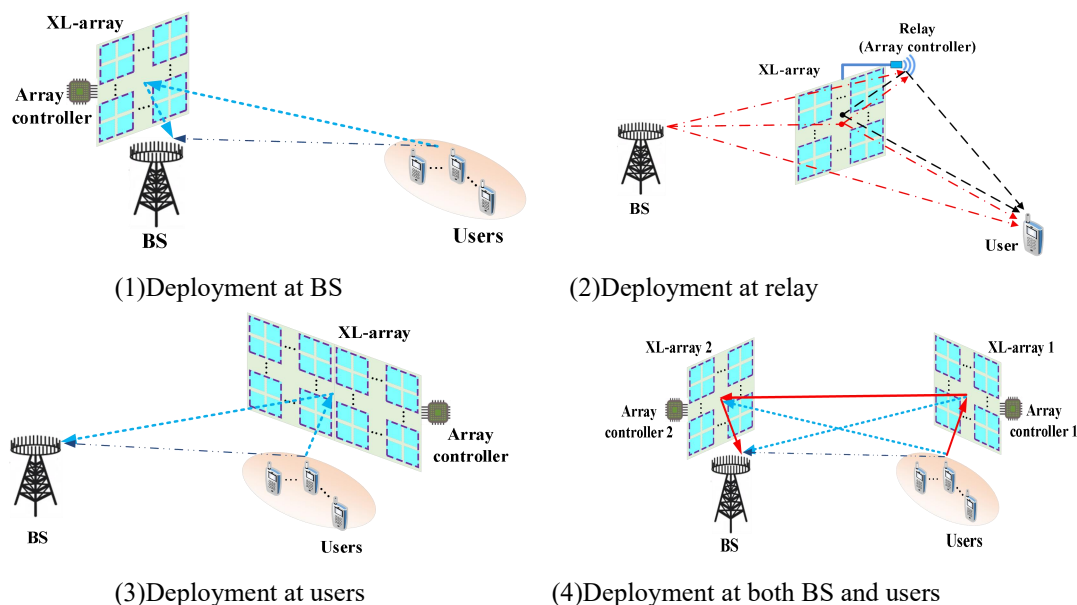 XL-array
Array
controller
BS
Users
(1)Deployment at BS
Relay
(Array controller)
XL-array
BS
User
(2)Deployment at relay
XL-array
Array
controller
BS
Users
(3)Deployment at users
XL-array 2
XL-array 1
Array
controller 2
Array
controller 1
BS
Users
(4)Deployment at both BS and users